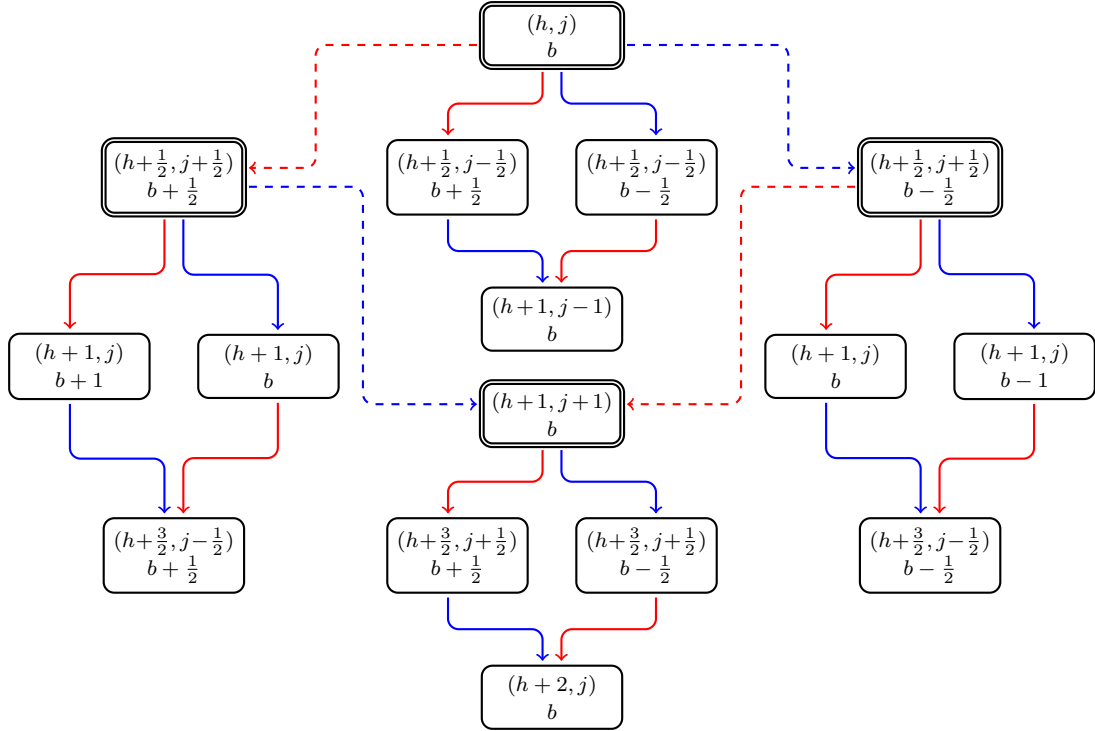 (h, j)
b
(h+½, j+½)
b + ½
(h+½, j−½)
b + ½
(h+½, j−½)
b − ½
(h+½, j+½)
b − ½
(h+1, j−1)
b
(h+1, j)
b+1
(h+1, j)
b
(h+1, j)
b
(h+1, j)
b−1
(h+1, j+1)
b
(h+3/2, j−½)
b + ½
(h+3/2, j+½)
b + ½
(h+3/2, j+½)
b − ½
(h+3/2, j−½)
b − ½
(h+2, j)
b